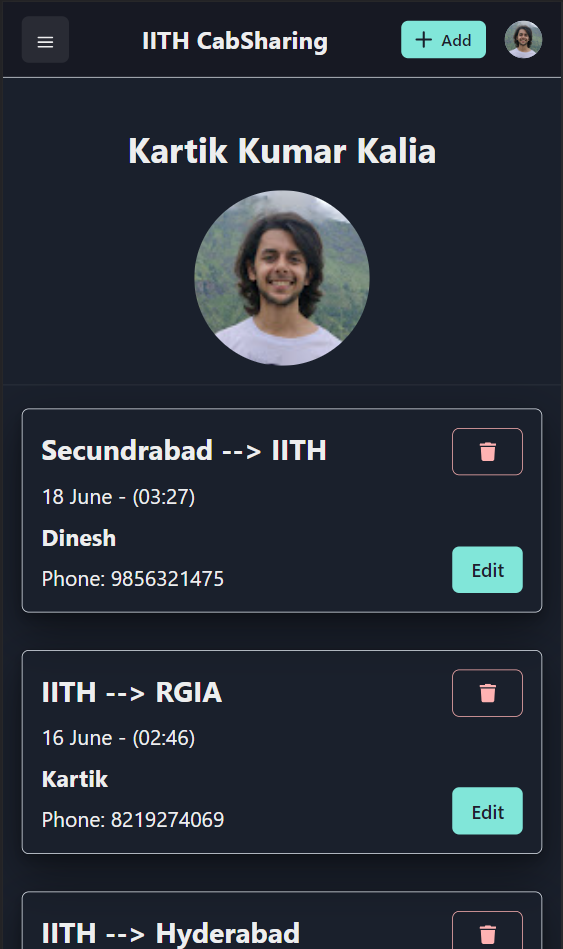 IITH CabSharing
Add
Kartik Kumar Kalia
Secundrabad --> IITH
18 June - (03:27)
Dinesh
Phone: 9856321475
Edit
IITH --> RGIA
16 June - (02:46)
Kartik
Phone: 8219274069
Edit
IITH --> Hyderabad